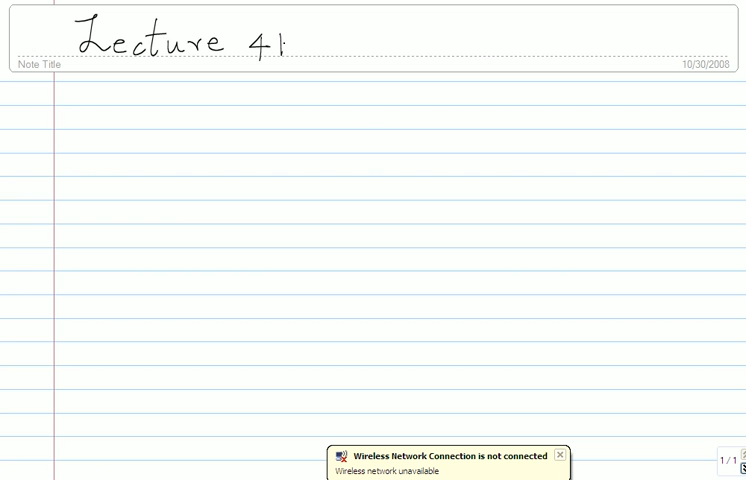 Lecture 41
Note Title
10/30/2008
Wireless Network Connection is not connected
Wireless network unavailable
1 / 1